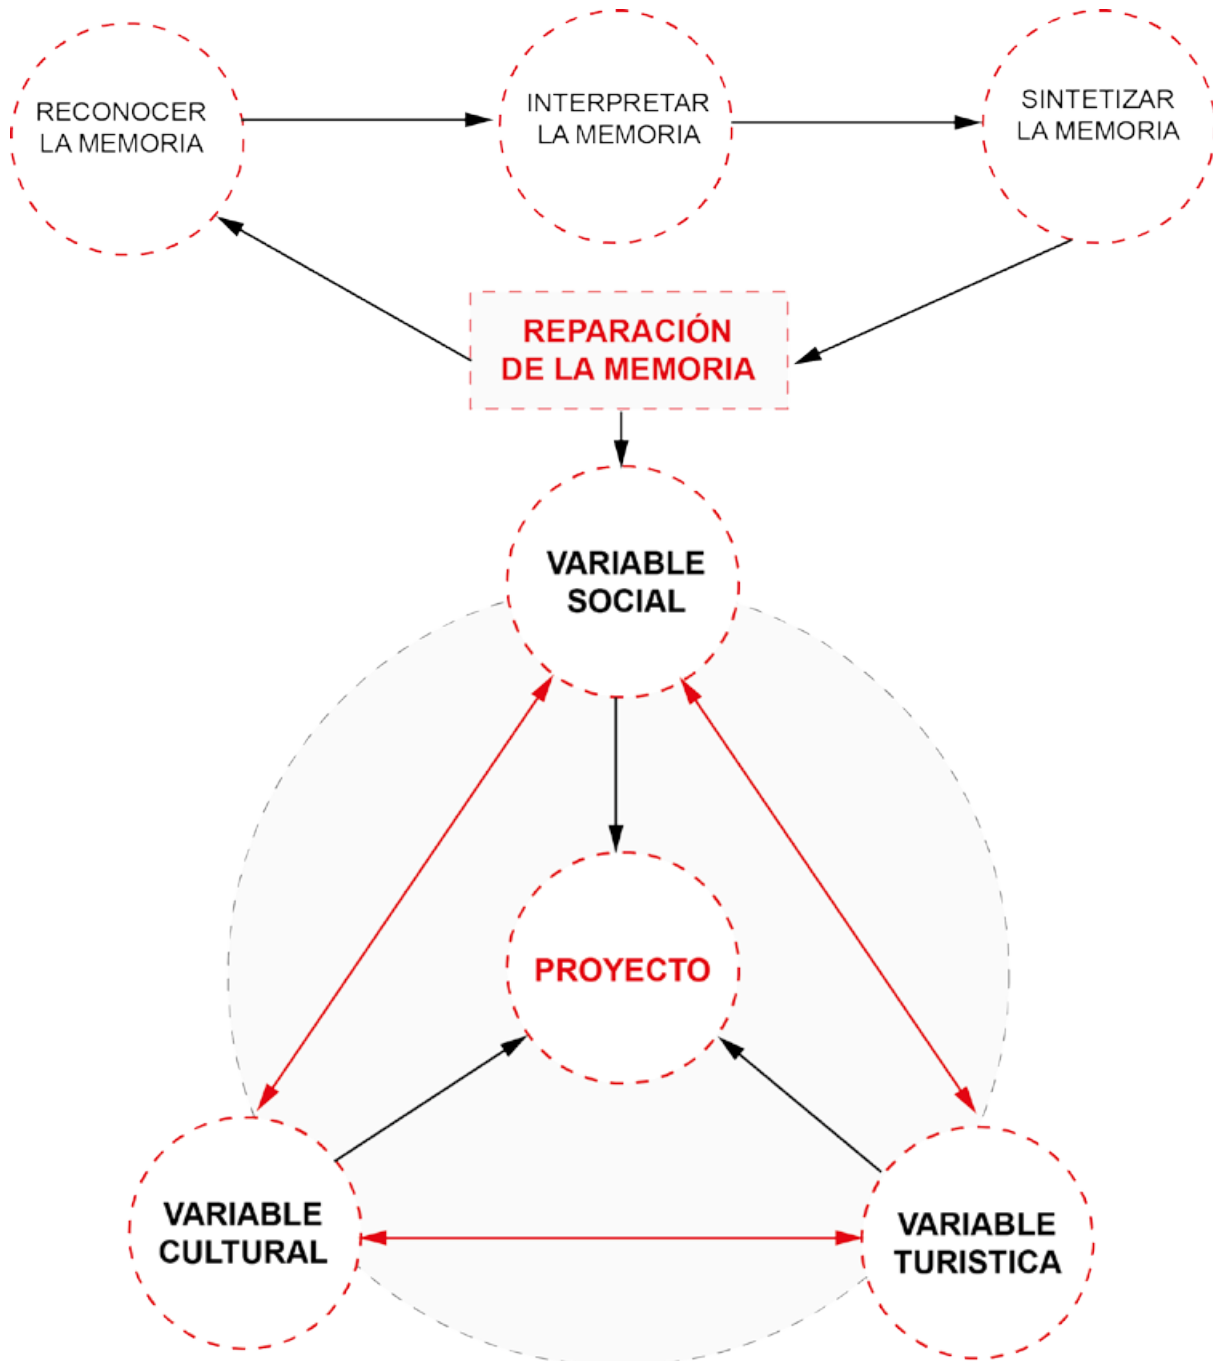 RECONOCER
LA MEMORIA
INTERPRETAR
LA MEMORIA
SINTETIZAR
LA MEMORIA
REPARACIÓN
DE LA MEMORIA
VARIABLE
SOCIAL
PROYECTO
VARIABLE
CULTURAL
VARIABLE
TURISTICA